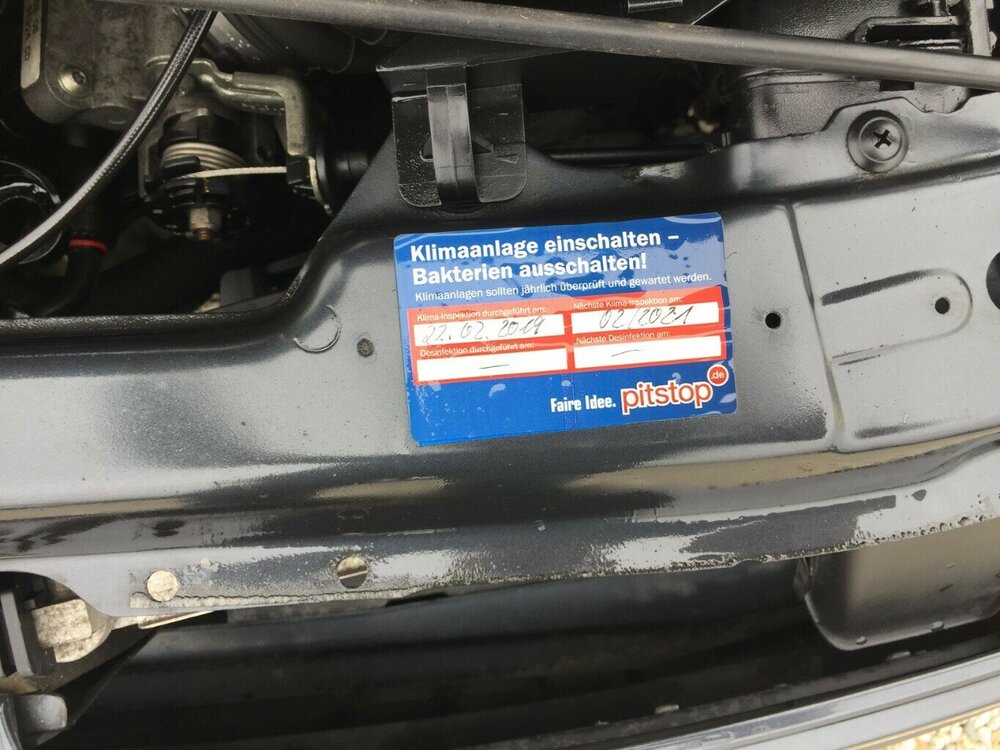 Klimaanlage einschalten –
Bakterien ausschalten!
Klimaanlagen sollten jährlich überprüft und gewartet werden.
Klima-Inspektion durchgeführt am: Nächste Klima-Inspektion am:
22.02.2019 02/2021
Desinfektion durchgeführt am: Nächste Desinfektion am:
— —
Faire Idee. pitstop.de